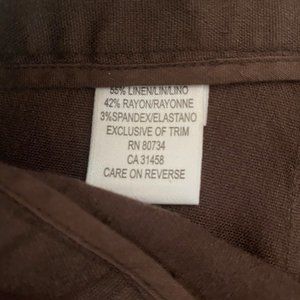 55% LINEN/LIN/LINO
42% RAYON/RAYONNE
3%SPANDEX/ELASTANO
EXCLUSIVE OF TRIM
RN 80734
CA 31458
CARE ON REVERSE